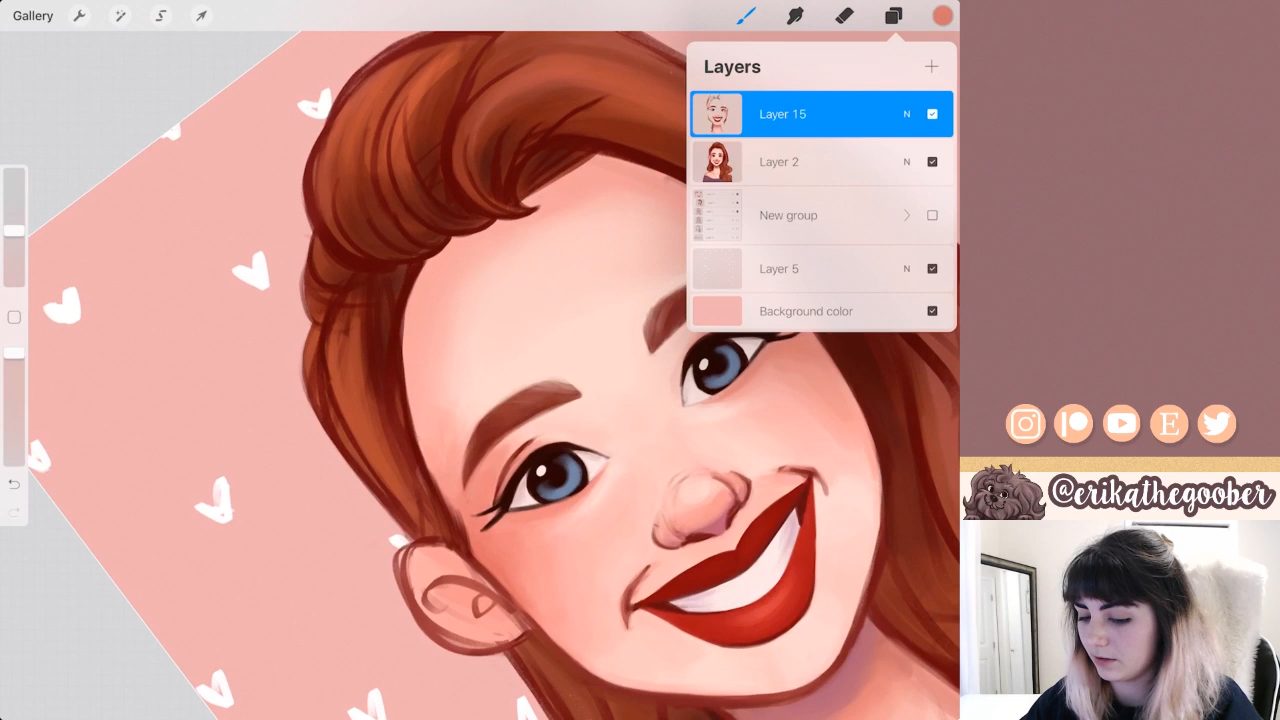 Gallery
Layers
Layer 15 N
Layer 2 N
New group
Layer 5 N
Background color
E
@erikathegoober